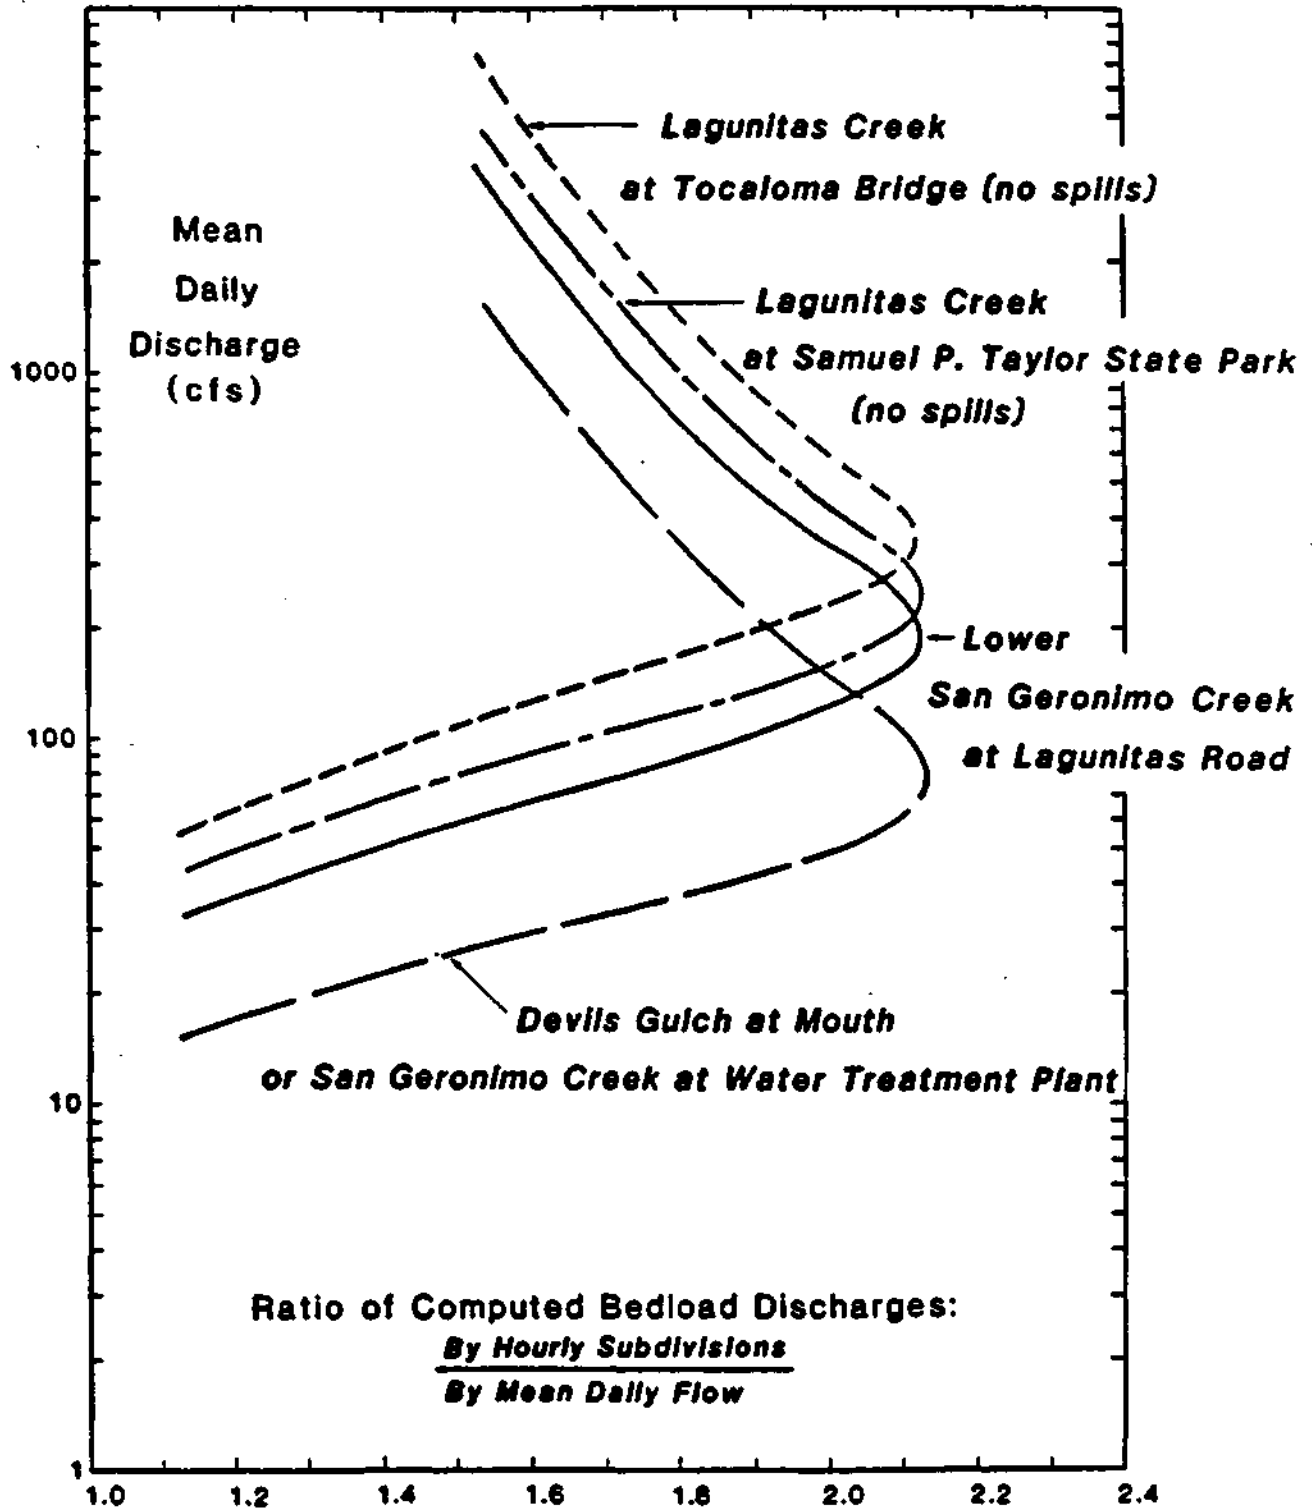 Lagunitas Creek
at Tocaloma Bridge (no spills)
Mean
Daily
Discharge
(cfs)
Lagunitas Creek
at Samuel P. Taylor State Park
(no spills)
1000
Lower
San Geronimo Creek
at Lagunitas Road
100
Devils Gulch at Mouth
or San Geronimo Creek at Water Treatment Plant
10
Ratio of Computed Bedload Discharges:
By Hourly Subdivisions
By Mean Daily Flow
1
1.0 1.2 1.4 1.6 1.8 2.0 2.2 2.4